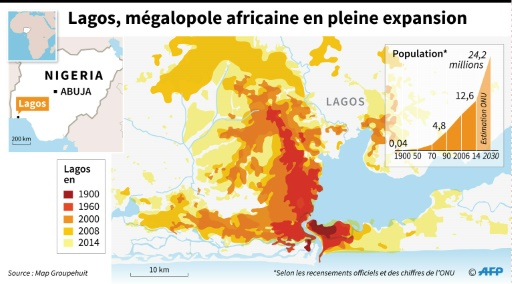 Lagos, mégalopole africaine en pleine expansion
NIGERIA
ABUJA
Lagos
200 km
LAGOS
Population*
24,2
millions
12,6
4,8
0,04
Estimation ONU
1900 50 70 90 2006 14 2030
Lagos
en
1900
1960
2000
2008
2014
10 km
Source : Map Groupehuit
*Selon les recensements officiels et des chiffres de l'ONU
© AFP